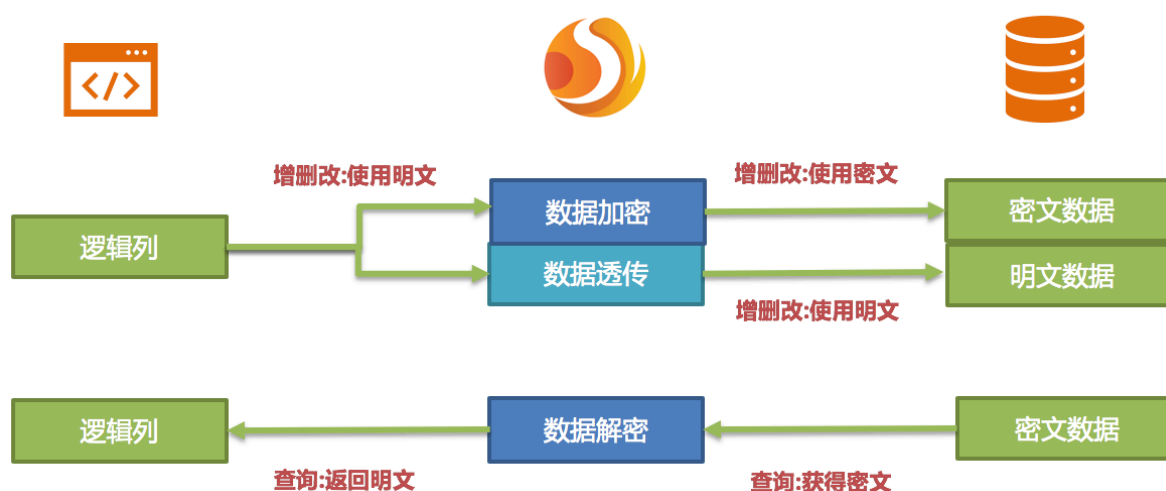 </>
增删改:使用明文
增删改:使用密文
逻辑列
数据加密
密文数据
数据透传
明文数据
增删改:使用明文
逻辑列
数据解密
密文数据
查询:返回明文
查询:获得密文